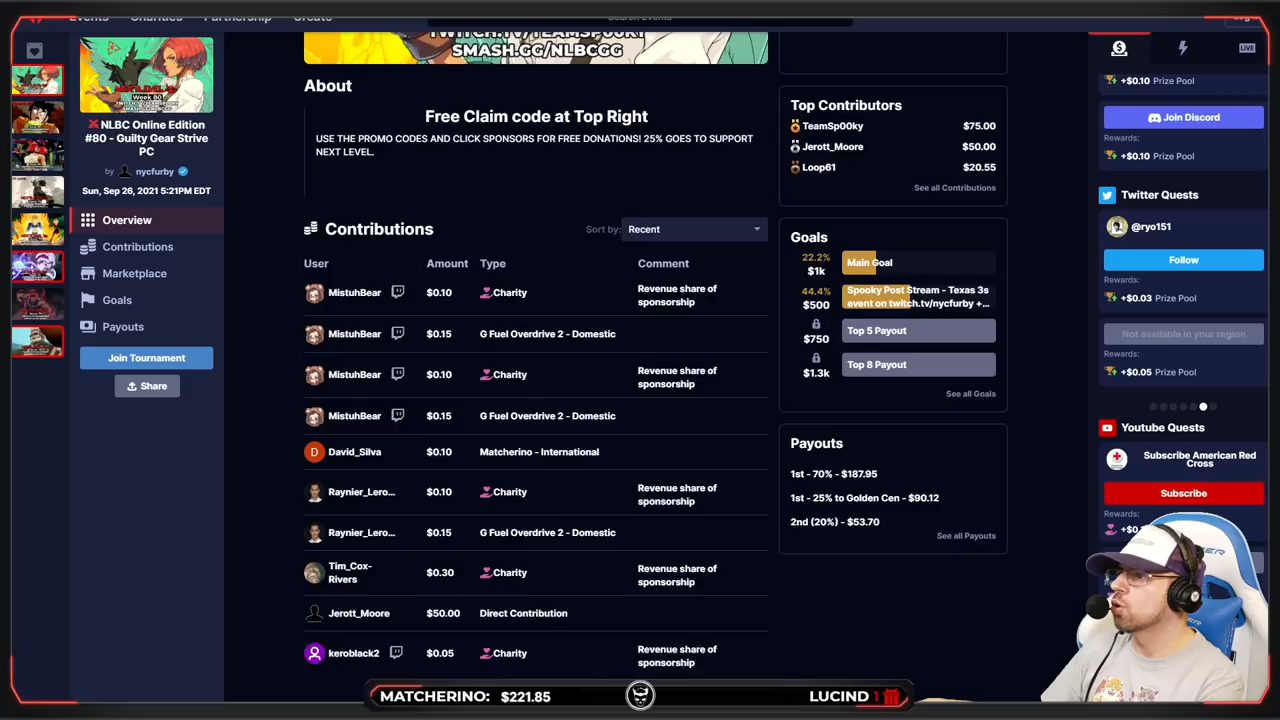 Events
Charities
Partnership
Create
Search Events
TWITCH.TV/TEAMSPOOKY
SMASH.GG/NLBCGG
NLBC Online Edition
#80 - Guilty Gear Strive
PC
by nycfurby
Sun, Sep 26, 2021 5:21PM EDT
Overview
Contributions
Marketplace
Goals
Payouts
Join Tournament
Share
About
Free Claim code at Top Right
USE THE PROMO CODES AND CLICK SPONSORS FOR FREE DONATIONS! 25% GOES TO SUPPORT
NEXT LEVEL.
Contributions
Sort by: Recent
User Amount Type Comment
MistuhBear $0.10 Charity Revenue share of
sponsorship
MistuhBear $0.15 G Fuel Overdrive 2 - Domestic
MistuhBear $0.10 Charity Revenue share of
sponsorship
MistuhBear $0.15 G Fuel Overdrive 2 - Domestic
D David_Silva $0.10 Matcherino - International
Raynier_Lero... $0.10 Charity Revenue share of
sponsorship
Raynier_Lero... $0.15 G Fuel Overdrive 2 - Domestic
Tim_Cox-
Rivers $0.30 Charity Revenue share of
sponsorship
Jerott_Moore $50.00 Direct Contribution
keroblack2 $0.05 Charity Revenue share of
sponsorship
Top Contributors
TeamSp00ky $75.00
Jerott_Moore $50.00
Loop61 $20.55
See all Contributions
Goals
22.2%
$1k Main Goal
44.4%
$500 Spooky Post Stream - Texas 3s
event on twitch.tv/nycfurby +...
$750 Top 5 Payout
$1.3k Top 8 Payout
See all Goals
Payouts
1st - 70% - $187.95
1st - 25% to Golden Cen - $90.12
2nd (20%) - $53.70
See all Payouts
LIVE
+$0.10 Prize Pool
Join Discord
Rewards:
+$0.10 Prize Pool
Twitter Quests
@ryo151
Follow
Rewards:
+$0.03 Prize Pool
Not available in your region
Rewards:
+$0.05 Prize Pool
Youtube Quests
Subscribe American Red
Cross
Subscribe
Rewards:
MATCHERINO: $221.85
LUCIND 1